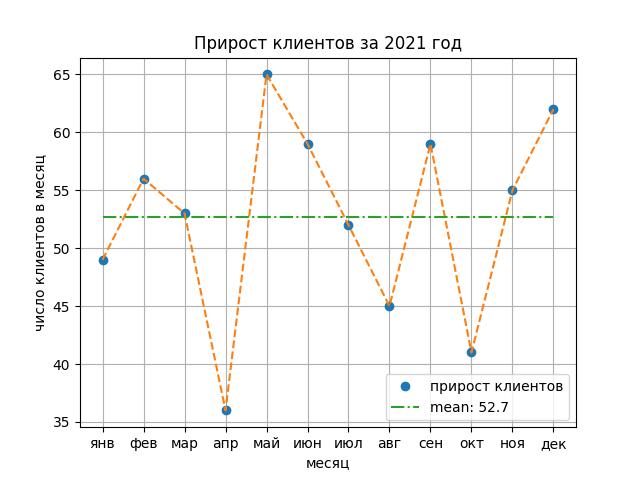 Прирост клиентов за 2021 год
число клиентов в месяц
65
60
55
50
45
40
35
прирост клиентов
mean: 52.7
янв фев мар апр май июн июл авг сен окт ноя дек
месяц